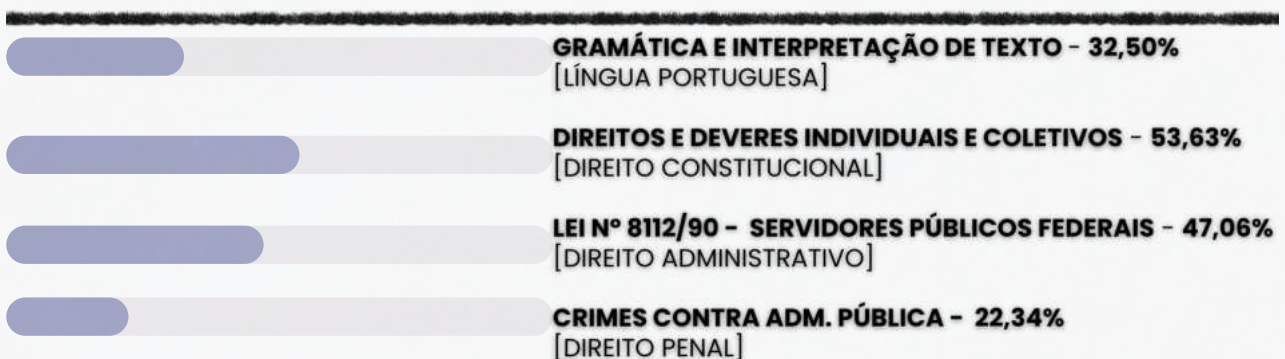 GRAMÁTICA E INTERPRETAÇÃO DE TEXTO - 32,50%
[LÍNGUA PORTUGUESA]
DIREITOS E DEVERES INDIVIDUAIS E COLETIVOS - 53,63%
[DIREITO CONSTITUCIONAL]
LEI Nº 8112/90 - SERVIDORES PÚBLICOS FEDERAIS - 47,06%
[DIREITO ADMINISTRATIVO]
CRIMES CONTRA ADM. PÚBLICA - 22,34%
[DIREITO PENAL]